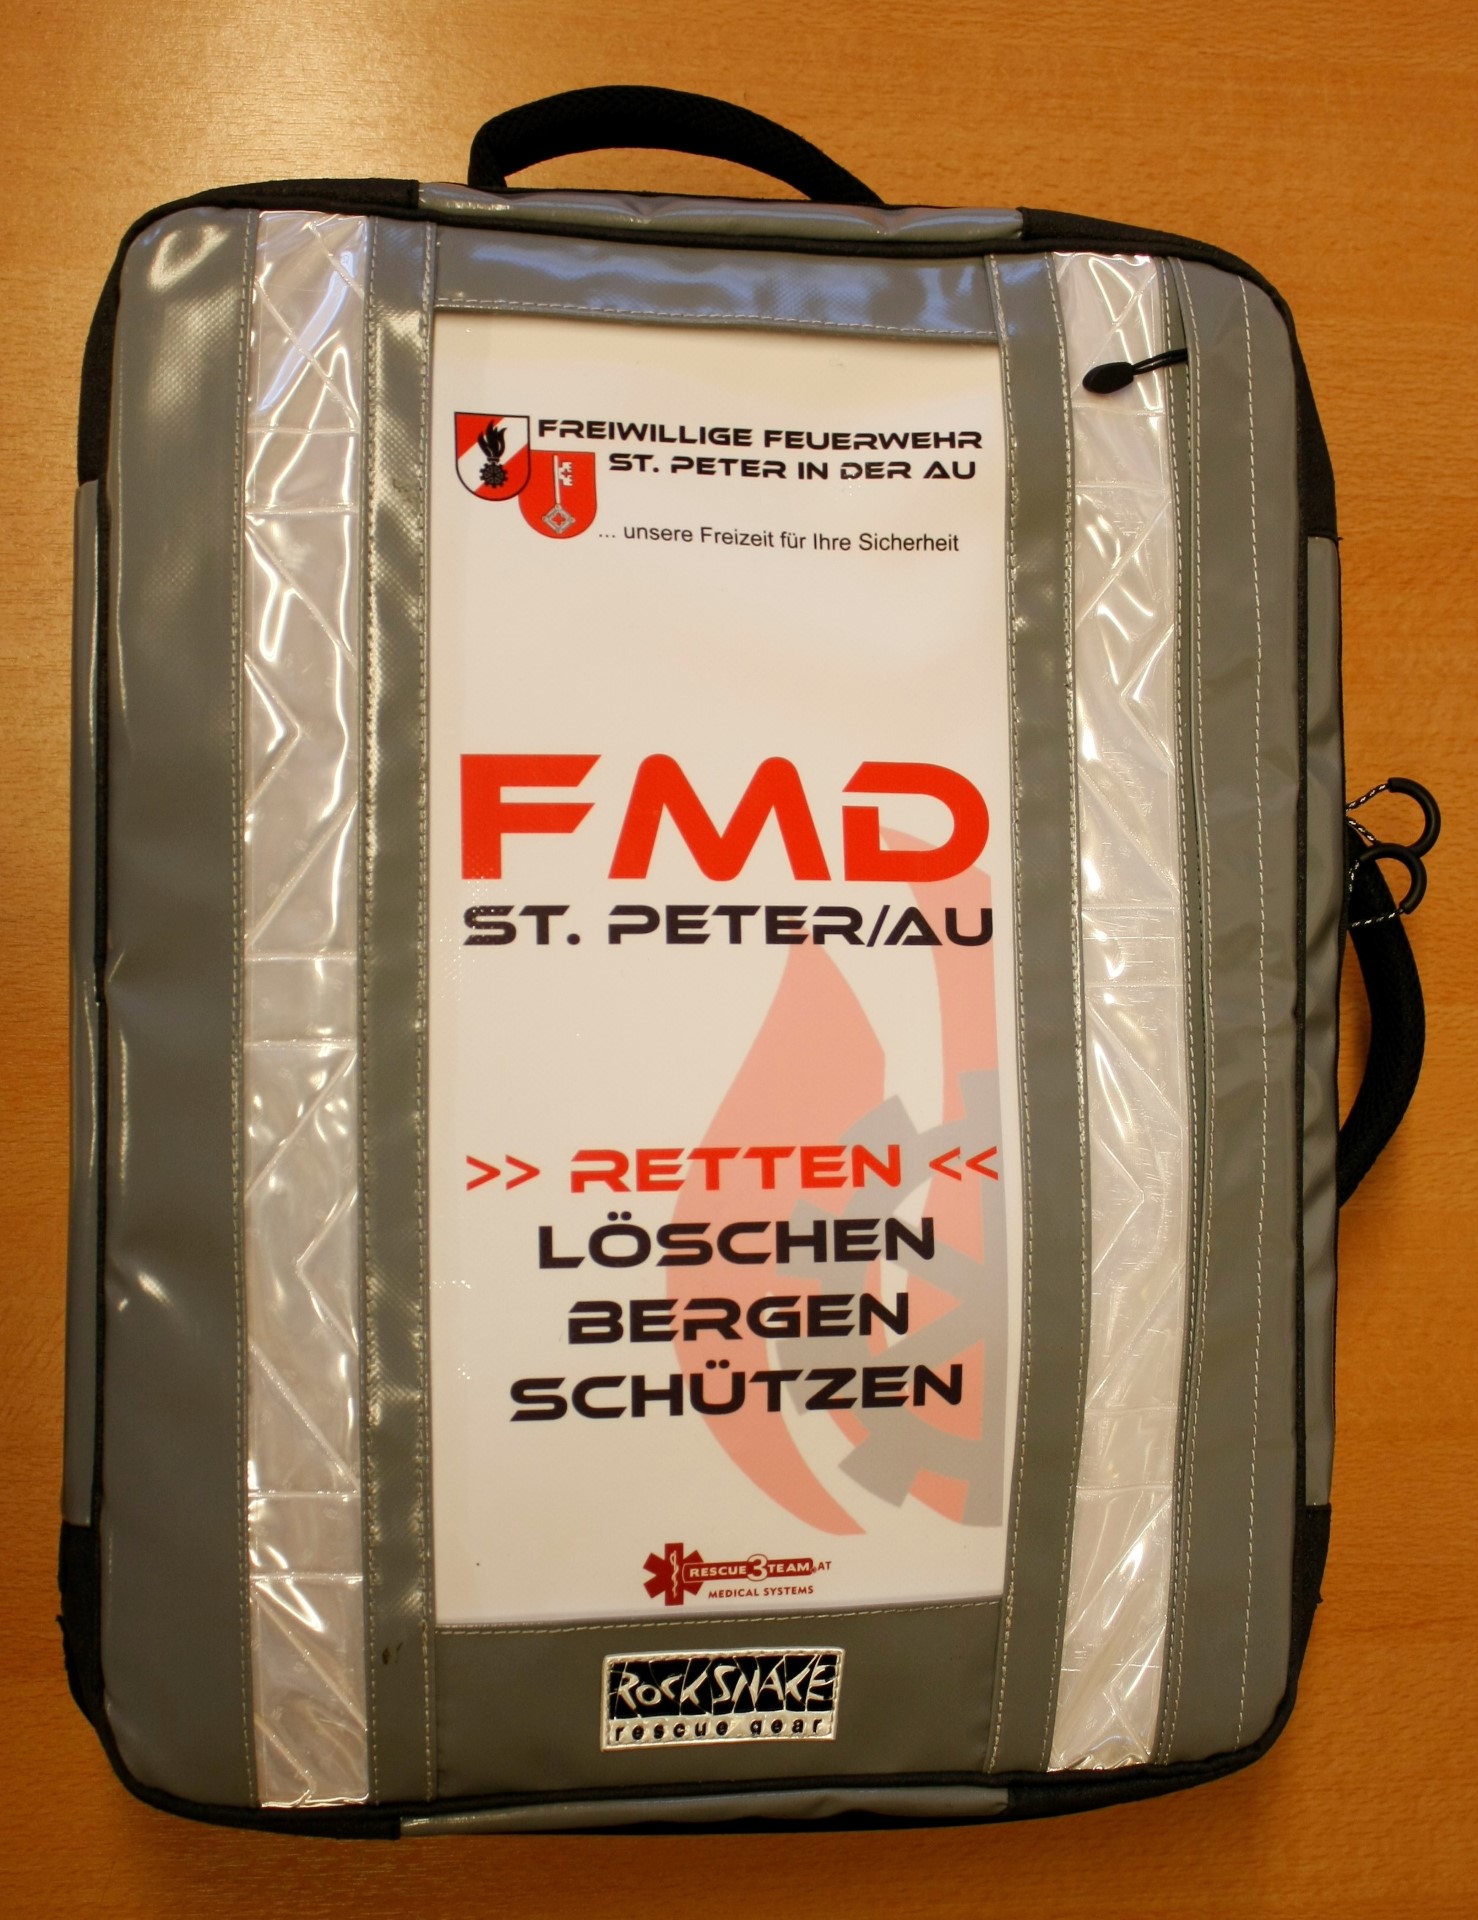 FREIWILLIGE FEUERWEHR
ST. PETER IN DER AU
... unsere Freizeit für Ihre Sicherheit
FMD
ST. PETER/AU
>> RETTEN <<
LÖSCHEN
BERGEN
SCHÜTZEN
RESCUE3TEAM.AT
MEDICAL SYSTEMS
ROCKSNAKE
rescue gear